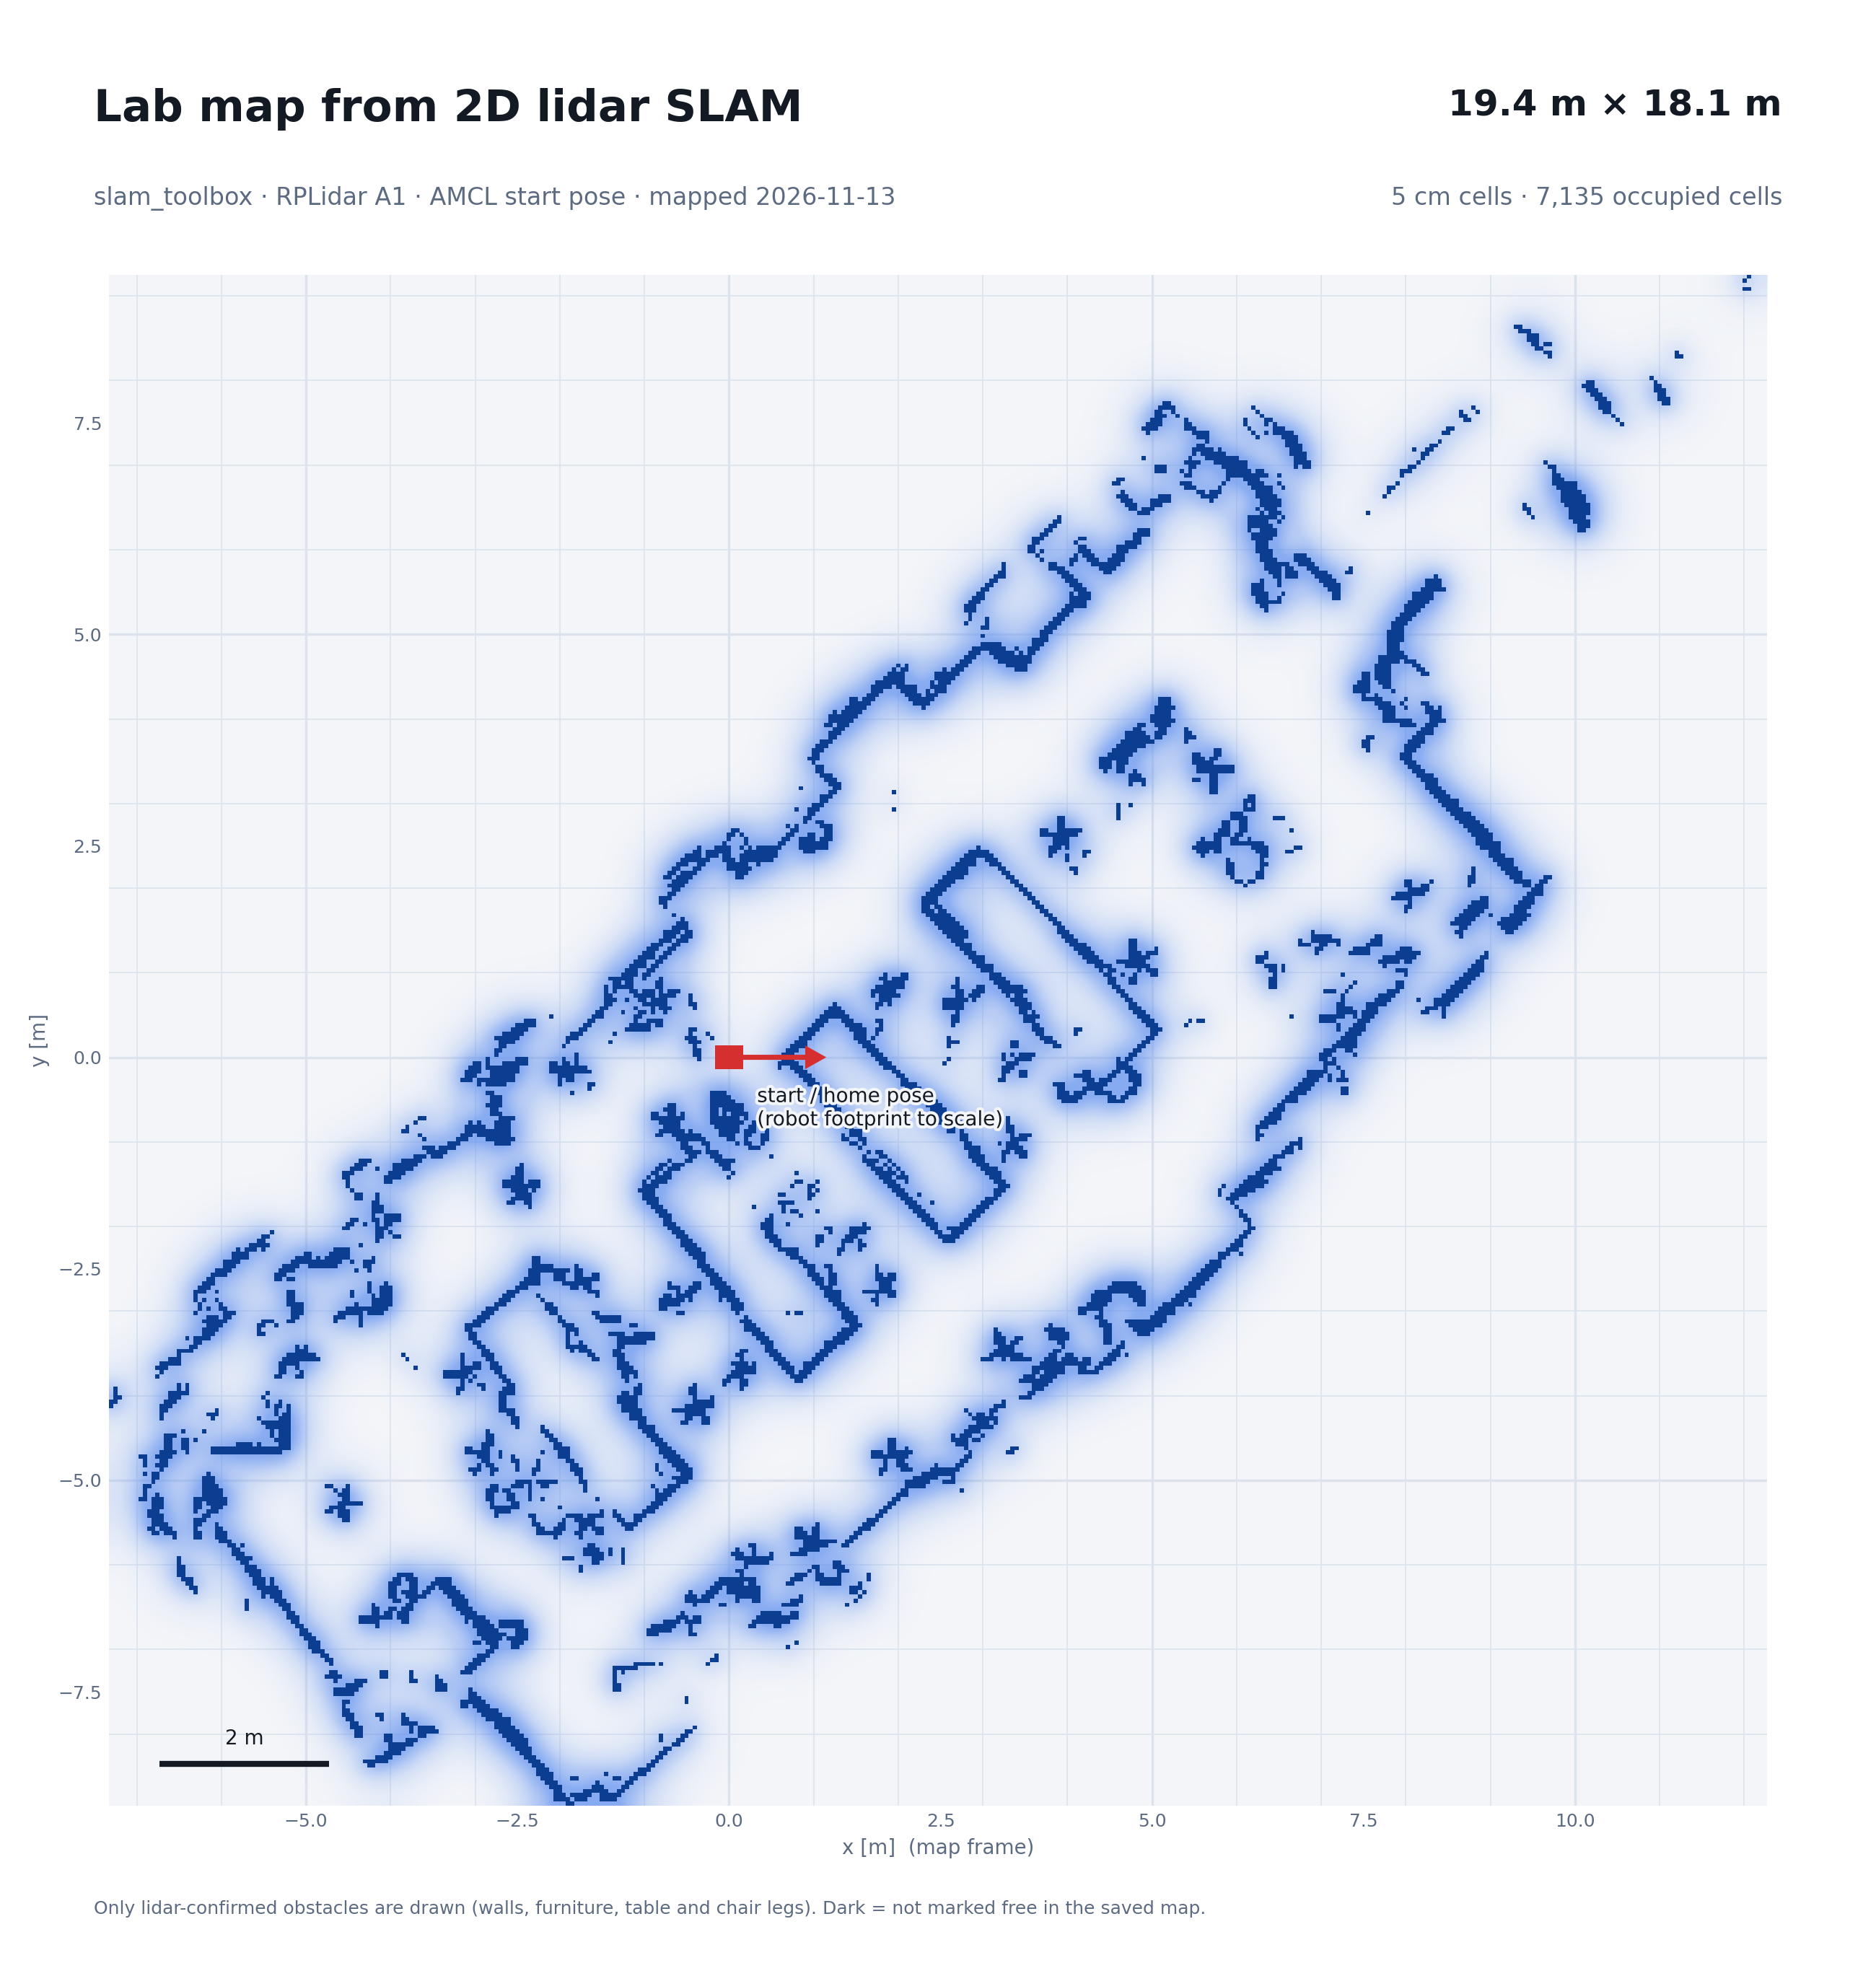 Lab map from 2D lidar SLAM
19.4 m × 18.1 m
slam_toolbox · RPLidar A1 · AMCL start pose · mapped 2026-11-13
5 cm cells · 7,135 occupied cells
7.5
5.0
2.5
0.0
−2.5
−5.0
−7.5
y [m]
start / home pose
(robot footprint to scale)
2 m
−5.0
−2.5
0.0
2.5
5.0
7.5
10.0
x [m]  (map frame)
Only lidar-confirmed obstacles are drawn (walls, furniture, table and chair legs). Dark = not marked free in the saved map.